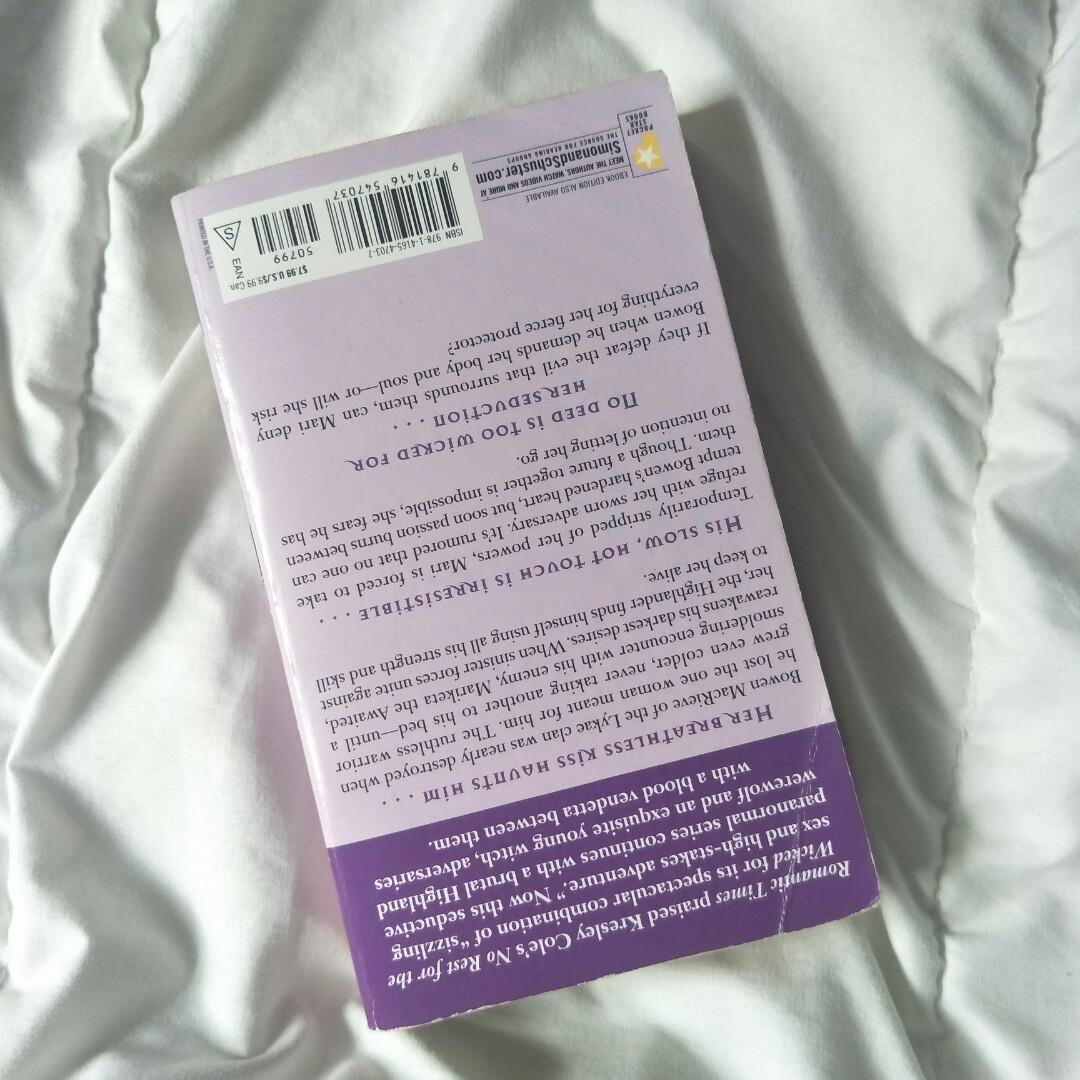 Romantic Times praised Kresley Cole's No Rest for the
Wicked for its spectacular combination of "sizzling
sex and high-stakes adventure." Now this seductive
paranormal series continues with a brutal Highland
werewolf and an exquisite young witch, adversaries
with a blood vendetta between them.
HER BREATHLESS KISS HAUNTS HIM . . .
Bowen MacRieve of the Lykae clan was nearly destroyed when
he lost the one woman meant for him. The ruthless warrior
grew even colder, never taking another to his bed—until a
smoldering encounter with his enemy, Mariketa the Awaited,
reawakens his darkest desires. When sinister forces unite against
her, the Highlander finds himself using all his strength and skill
to keep her alive.
HIS SLOW, HOT TOUCH IS IRRESISTIBLE . . .
Temporarily stripped of her powers, Mari is forced to take
refuge with her sworn adversary. It's rumored that no one can
tempt Bowen's hardened heart, but soon passion burns between
them. Though a future together is impossible, she fears he has
no intention of letting her go.
NO DEED IS TOO WICKED FOR
HER SEDUCTION . . .
If they defeat the evil that surrounds them, can Mari deny
Bowen when he demands her body and soul—or will she risk
everything for her fierce protector?
EBOOK EDITION ALSO AVAILABLE
MEET THE AUTHORS, WATCH VIDEOS AND MORE AT
SimonandSchuster.com
THE SOURCE FOR READING GROUPS
POCKET
STAR
BOOKS
$7.99 U.S./$9.99 Can.
ISBN 978-1-4165-4703-7
50799
9 781416 547037
EAN
S
PRINTED IN THE U.S.A.